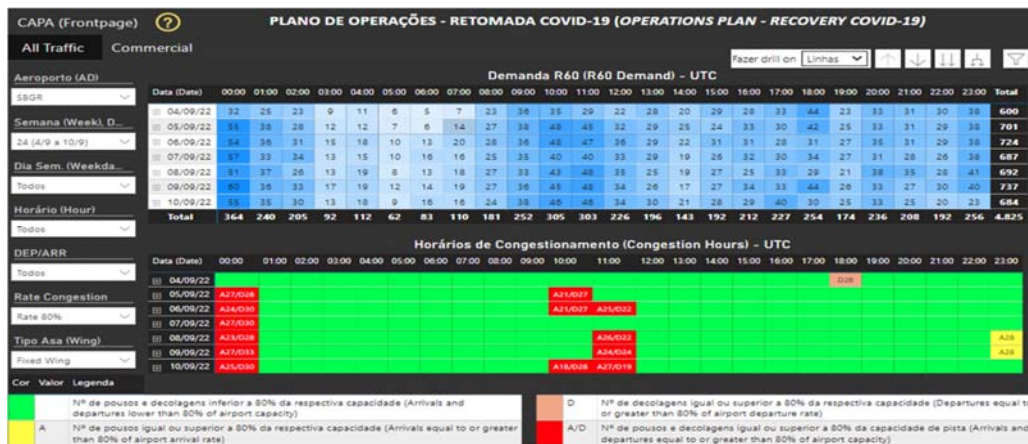 CAPA (Frontpage) ? PLANO DE OPERAÇÕES - RETOMADA COVID-19 (OPERATIONS PLAN - RECOVERY COVID-19)
All Traffic Commercial
Fazer drill on Linhas
Aeroporto (AD)
SBGR
Semana (Week), D...
24 (4/9 a 10/9)
Dia Sem. (Weekda...
Todos
Horário (Hour)
Todos
DEP/ARR
Todos
Rate Congestion
Rate 80%
Tipo Asa (Wing)
Fixed Wing
Demanda R60 (R60 Demand) - UTC
Data (Date) 00:00 01:00 02:00 03:00 04:00 05:00 06:00 07:00 08:00 09:00 10:00 11:00 12:00 13:00 14:00 15:00 16:00 17:00 18:00 19:00 20:00 21:00 22:00 23:00 Total
04/09/22 32 25 23 9 11 6 5 7 23 36 35 29 22 28 20 29 28 33 44 23 33 31 30 38 600
05/09/22 55 38 28 12 12 7 6 14 27 38 48 45 32 29 25 24 33 30 42 25 33 31 29 38 701
06/09/22 54 36 31 15 18 10 13 20 28 36 48 47 36 29 22 31 31 28 31 27 35 31 29 38 724
07/09/22 57 33 34 13 15 10 16 16 25 35 40 40 33 29 19 26 32 30 34 27 31 28 26 38 687
08/09/22 51 37 26 13 19 8 13 18 27 33 43 48 35 25 19 27 25 33 29 21 38 35 28 41 692
09/09/22 60 36 33 17 19 12 14 19 27 36 45 48 34 26 17 27 34 33 44 26 33 27 30 40 737
10/09/22 55 35 30 13 18 9 16 16 24 38 46 46 34 30 21 28 29 40 30 25 33 25 20 23 684
Total 364 240 205 92 112 62 83 110 181 252 305 303 226 196 143 192 212 227 254 174 236 208 192 256 4.825
Horários de Congestionamento (Congestion Hours) - UTC
Data (Date) 00:00 01:00 02:00 03:00 04:00 05:00 06:00 07:00 08:00 09:00 10:00 11:00 12:00 13:00 14:00 15:00 16:00 17:00 18:00 19:00 20:00 21:00 22:00 23:00
04/09/22 D28
05/09/22 A27/D28 A21/D27
06/09/22 A24/D30 A21/D27 A25/D22
07/09/22 A27/D30
08/09/22 A23/D28 A26/D22 A28
09/09/22 A27/D33 A24/D24 A28
10/09/22 A25/D30 A18/D28 A27/D19
Cor Valor Legenda
Nº de pousos e decolagens inferior a 80% da respectiva capacidade (Arrivals and
departures lower than 80% of airport capacity)
A Nº de pousos igual ou superior a 80% da respectiva capacidade (Arrivals equal to or greater
than 80% of airport arrival rate)
D Nº de decolagens igual ou superior a 80% da respectiva capacidade (Departures equal to
or greater than 80% of airport departure rate)
A/D Nº de pousos e decolagens igual ou superior a 80% da capacidade de pista (Arrivals and
departures equal to or greater than 80% of airport capacity)